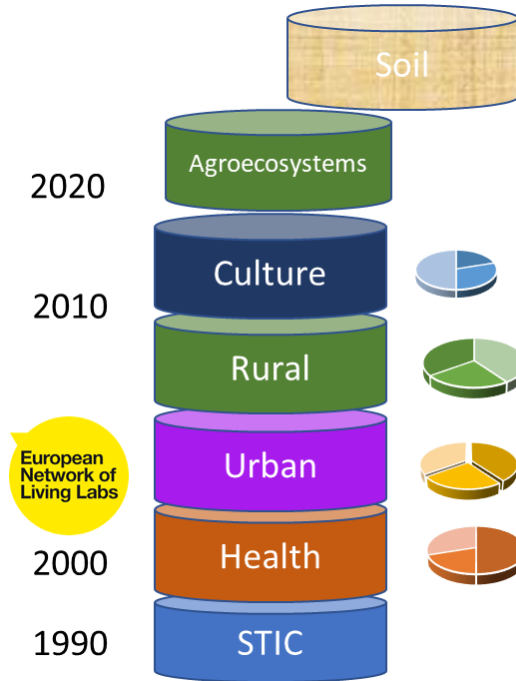 Soil
Agroecosystems
2020
Culture
2010
Rural
European
Network of
Living Labs
Urban
2000
Health
1990
STIC